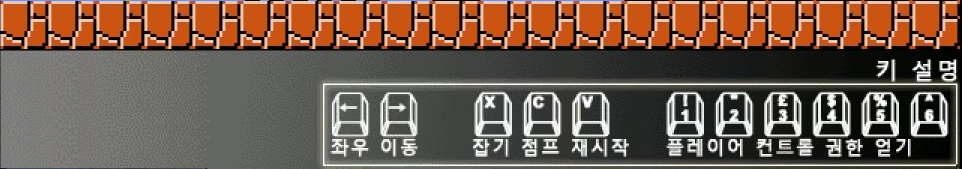 키 설명
← → X C V ! 1 " 2 £ 3 $ 4 % 5 ^ 6
좌우 이동 잡기 점프 재시작 플레이어 컨트롤 권한 얻기